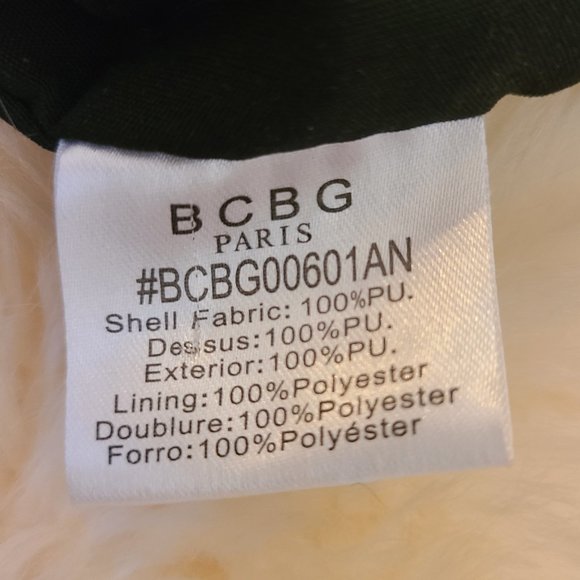 BCBG
PARIS
#BCBG00601AN
Shell Fabric: 100%PU.
Dessus:100%PU.
Exterior:100%PU.
Lining:100%Polyester
Doublure:100%Polyester
Forro:100%Polyéster